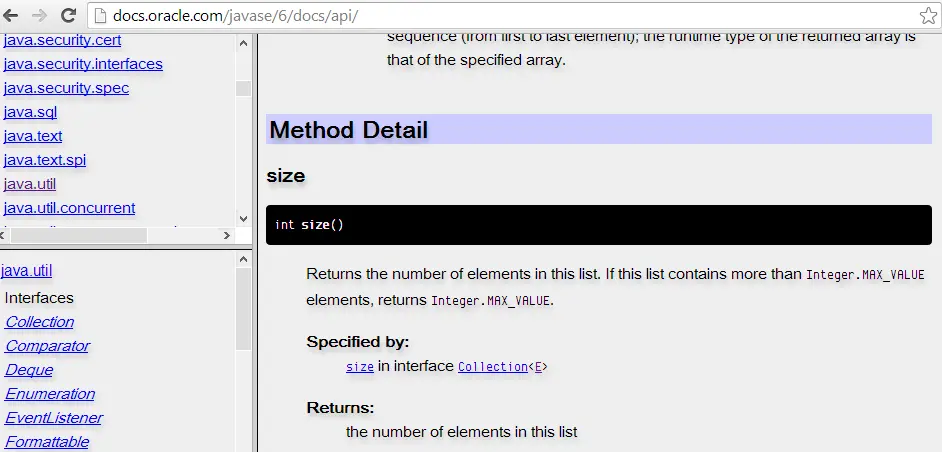 docs.oracle.com/javase/6/docs/api/
java.security.cert
java.security.interfaces
java.security.spec
java.sql
java.text
java.text.spi
java.util
java.util.concurrent
java.util
Interfaces
Collection
Comparator
Deque
Enumeration
EventListener
Formattable
sequence (from first to last element); the runtime type of the returned array is
that of the specified array.
Method Detail
size
int size()
Returns the number of elements in this list. If this list contains more than Integer.MAX_VALUE
elements, returns Integer.MAX_VALUE.
Specified by:
size in interface Collection<E>
Returns:
the number of elements in this list